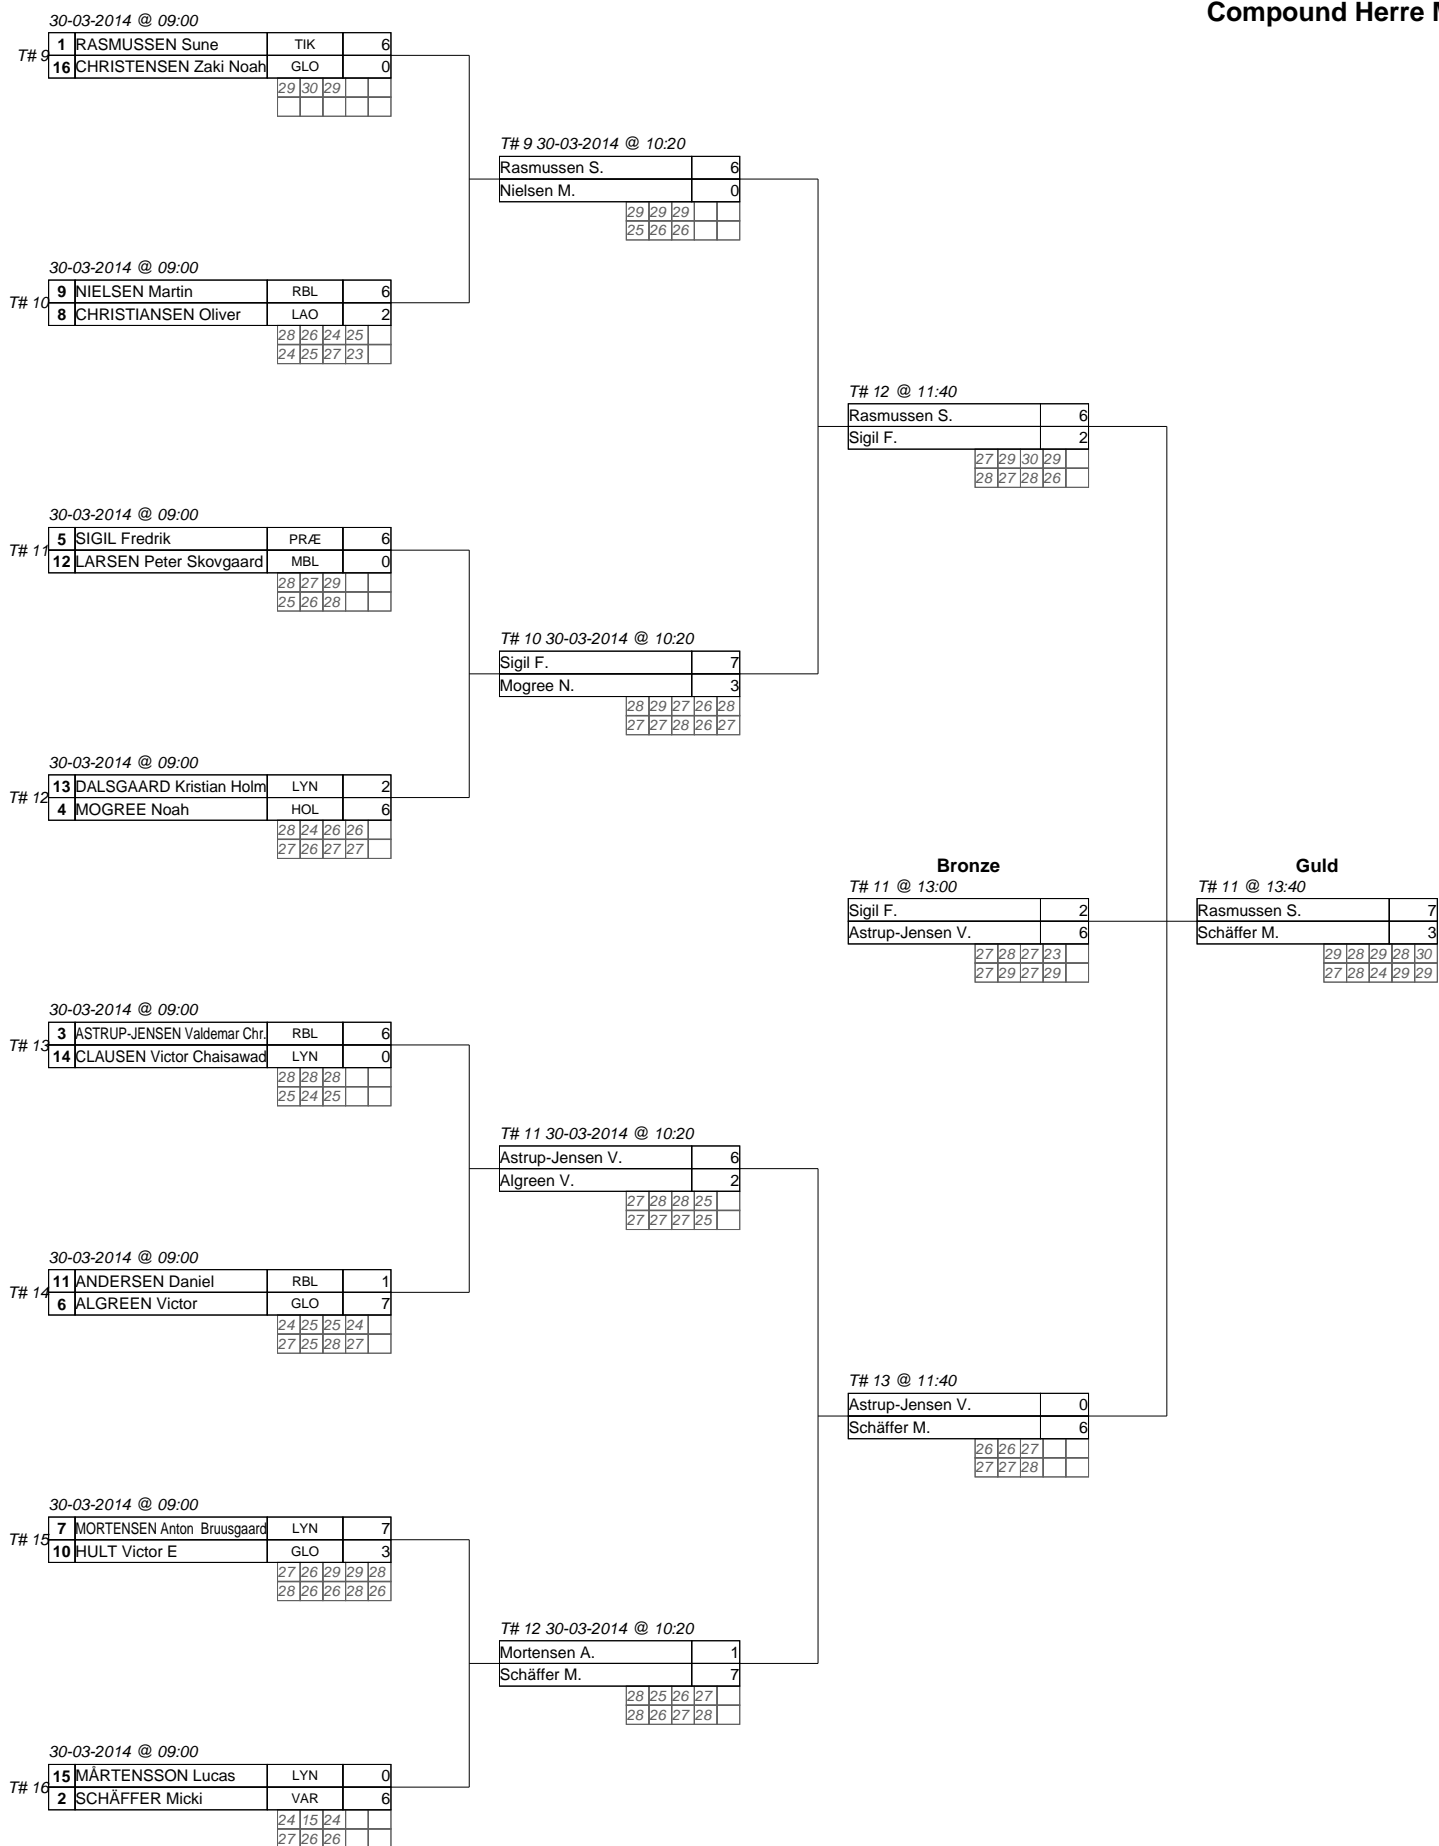 Compound Herre M
30-03-2014 @ 09:00
T# 9
1 RASMUSSEN Sune TIK 6
16 CHRISTENSEN Zaki Noah GLO 0
29 30 29
T# 9 30-03-2014 @ 10:20
Rasmussen S. 6
Nielsen M. 0
29 29 29
25 26 26
30-03-2014 @ 09:00
T# 10
9 NIELSEN Martin RBL 6
8 CHRISTIANSEN Oliver LAO 2
28 26 24 25
24 25 27 23
T# 12 @ 11:40
Rasmussen S. 6
Sigil F. 2
27 29 30 29
28 27 28 26
30-03-2014 @ 09:00
T# 11
5 SIGIL Fredrik PRÆ 6
12 LARSEN Peter Skovgaard MBL 0
28 27 29
25 26 28
T# 10 30-03-2014 @ 10:20
Sigil F. 7
Mogree N. 3
28 29 27 26 28
27 27 28 26 27
30-03-2014 @ 09:00
T# 12
13 DALSGAARD Kristian Holm LYN 2
4 MOGREE Noah HOL 6
28 24 26 26
27 26 27 27
Bronze
T# 11 @ 13:00
Sigil F. 2
Astrup-Jensen V. 6
27 28 27 23
27 29 27 29
Guld
T# 11 @ 13:40
Rasmussen S. 7
Schäffer M. 3
29 28 29 28 30
27 28 24 29 29
30-03-2014 @ 09:00
T# 13
3 ASTRUP-JENSEN Valdemar Chr. RBL 6
14 CLAUSEN Victor Chaisawad LYN 0
28 28 28
25 24 25
T# 11 30-03-2014 @ 10:20
Astrup-Jensen V. 6
Algreen V. 2
27 28 28 25
27 27 27 25
30-03-2014 @ 09:00
T# 14
11 ANDERSEN Daniel RBL 1
6 ALGREEN Victor GLO 7
24 25 25 24
27 25 28 27
T# 13 @ 11:40
Astrup-Jensen V. 0
Schäffer M. 6
26 26 27
27 27 28
30-03-2014 @ 09:00
T# 15
7 MORTENSEN Anton Bruusgaard LYN 7
10 HULT Victor E GLO 3
27 26 29 29 28
28 26 26 28 26
T# 12 30-03-2014 @ 10:20
Mortensen A. 1
Schäffer M. 7
28 25 26 27
28 26 27 28
30-03-2014 @ 09:00
T# 16
15 MÅRTENSSON Lucas LYN 0
2 SCHÄFFER Micki VAR 6
24 15 24
27 26 26